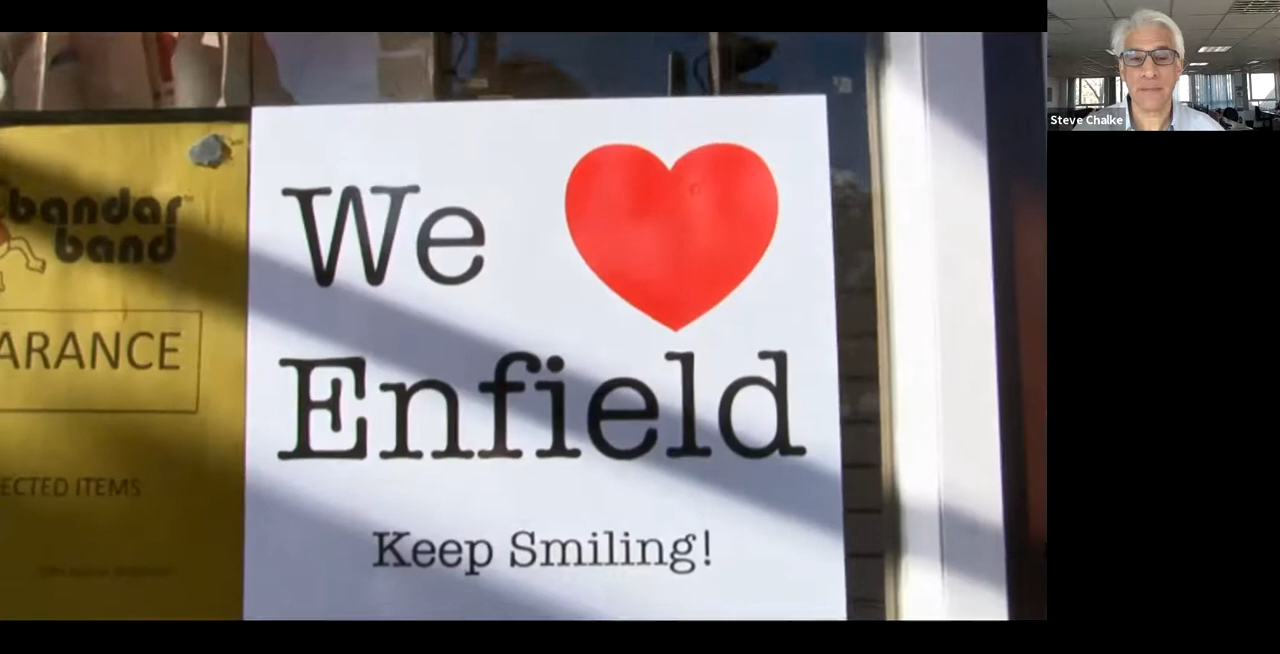 bandar
band
ARANCE
ECTED ITEMS
We
Enfield
Keep Smiling!
Steve Chalke